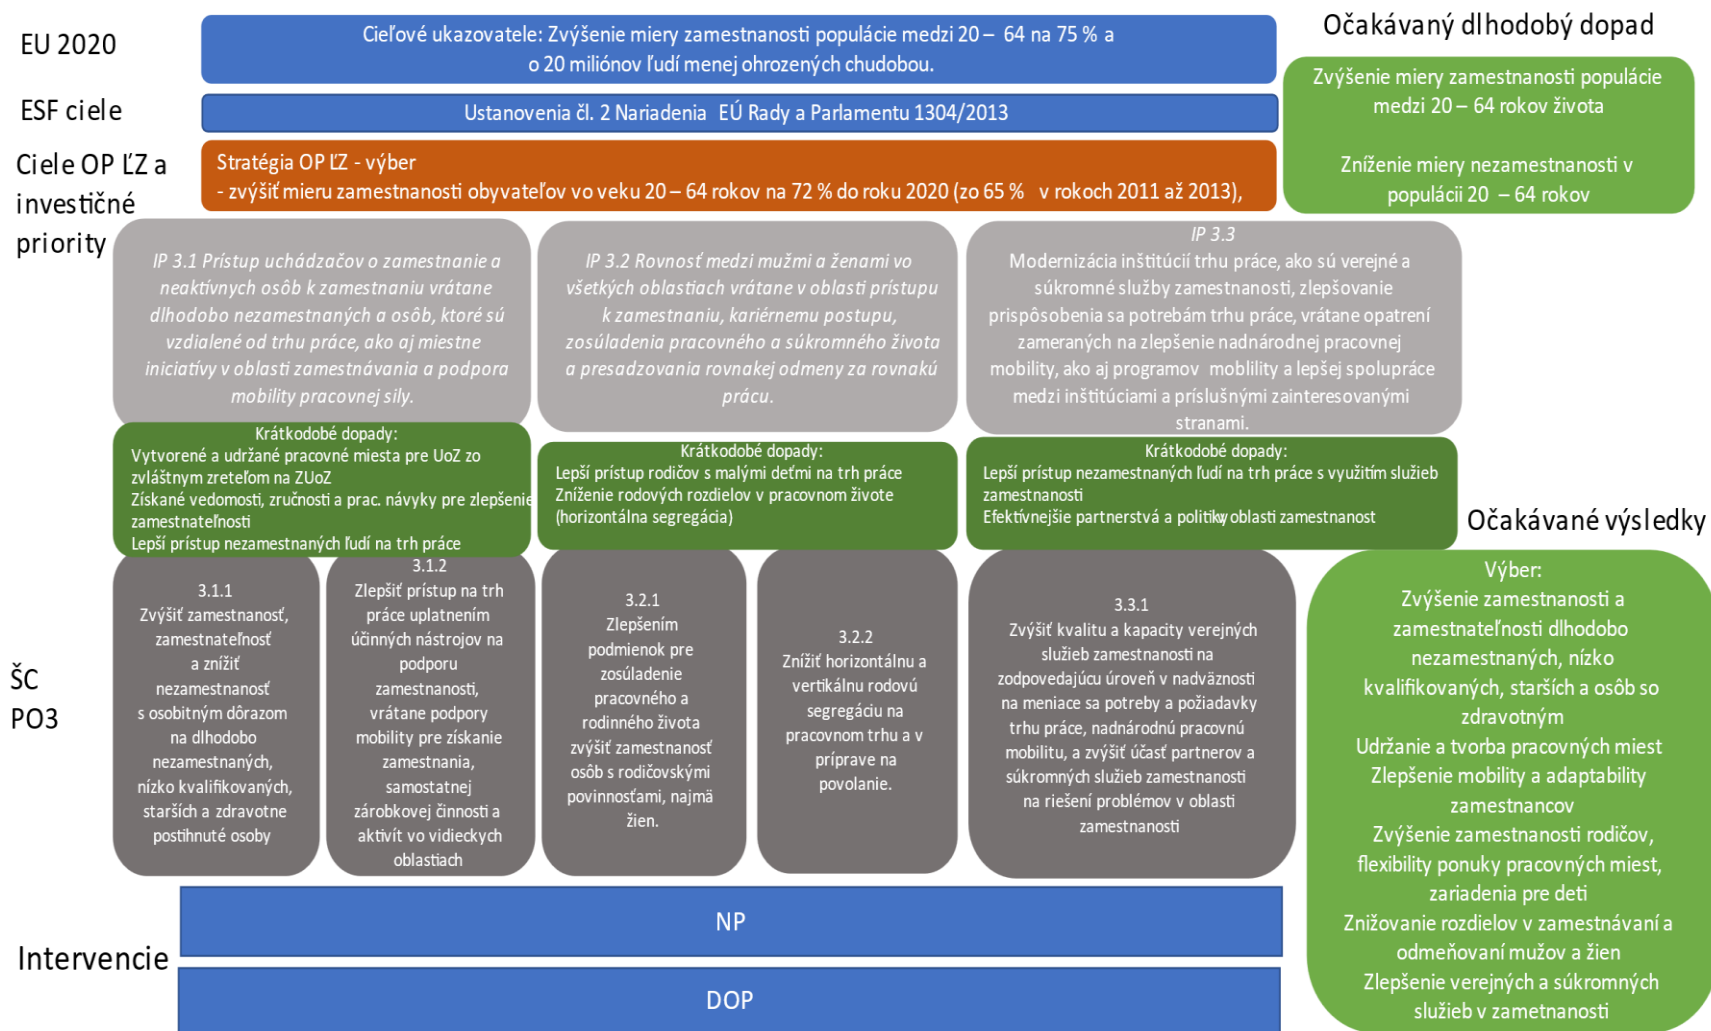 EU 2020
Cieľové ukazovatele: Zvýšenie miery zamestnanosti populácie medzi 20 – 64 na 75 % a
o 20 miliónov ľudí menej ohrozených chudobou.
Očakávaný dlhodobý dopad
Zvýšenie miery zamestnanosti populácie
medzi 20 – 64 rokov života
Zníženie miery nezamestnanosti v
populácii 20 – 64 rokov
ESF ciele
Ustanovenia čl. 2 Nariadenia EÚ Rady a Parlamentu 1304/2013
Ciele OP ĽZ a
investičné
priority
Stratégia OP ĽZ - výber
- zvýšiť mieru zamestnanosti obyvateľov vo veku 20 – 64 rokov na 72 % do roku 2020 (zo 65 % v rokoch 2011 až 2013),
IP 3.1 Prístup uchádzačov o zamestnanie a
neaktívnych osôb k zamestnaniu vrátane
dlhodobo nezamestnaných a osôb, ktoré sú
vzdialené od trhu práce, ako aj miestne
iniciatívy v oblasti zamestnávania a podpora
mobility pracovnej sily.
IP 3.2 Rovnosť medzi mužmi a ženami vo
všetkých oblastiach vrátane v oblasti prístupu
k zamestnaniu, kariérnemu postupu,
zosúladenia pracovného a súkromného života
a presadzovania rovnakej odmeny za rovnakú
prácu.
IP 3.3
Modernizácia inštitúcií trhu práce, ako sú verejné a
súkromné služby zamestnanosti, zlepšovanie
prispôsobenia sa potrebám trhu práce, vrátane opatrení
zameraných na zlepšenie nadnárodnej pracovnej
mobility, ako aj programov moblility a lepšej spolupráce
medzi inštitúciami a príslušnými zainteresovanými
stranami.
Krátkodobé dopady:
Vytvorené a udržané pracovné miesta pre UoZ zo
zvláštnym zreteľom na ZUoZ
Získané vedomosti, zručnosti a prac. návyky pre zlepšenie
zamestnateľnosti
Lepší prístup nezamestnaných ľudí na trh práce
Krátkodobé dopady:
Lepší prístup rodičov s malými deťmi na trh práce
Zníženie rodových rozdielov v pracovnom živote
(horizontálna segregácia)
Krátkodobé dopady:
Lepší prístup nezamestnaných ľudí na trh práce s využitím služieb
zamestnanosti
Efektívnejšie partnerstvá a politiky v oblasti zamestnanost
ŠC
PO3
3.1.1
Zvýšiť zamestnanosť,
zamestnateľnosť
a znížiť
nezamestnanosť
s osobitným dôrazom
na dlhodobo
nezamestnaných,
nízko kvalifikovaných,
starších a zdravotne
postihnuté osoby
3.1.2
Zlepšiť prístup na trh
práce uplatnením
účinných nástrojov na
podporu
zamestnanosti,
vrátane podpory
mobility pre získanie
zamestnania,
samostatnej
zárobkovej činnosti a
aktivít vo vidieckych
oblastiach
3.2.1
Zlepšením
podmienok pre
zosúladenie
pracovného a
rodinného života
zvýšiť zamestnanosť
osôb s rodičovskými
povinnosťami, najmä
žien.
3.2.2
Znížiť horizontálnu a
vertikálnu rodovú
segregáciu na
pracovnom trhu a v
príprave na
povolanie.
3.3.1
Zvýšiť kvalitu a kapacity verejných
služieb zamestnanosti na
zodpovedajúcu úroveň v nadväznosti
na meniace sa potreby a požiadavky
trhu práce, nadnárodnú pracovnú
mobilitu, a zvýšiť účasť partnerov a
súkromných služieb zamestnanosti
na riešení problémov v oblasti
zamestnanosti
Očakávané výsledky
Výber:
Zvýšenie zamestnanosti a
zamestnateľnosti dlhodobo
nezamestnaných, nízko
kvalifikovaných, starších a osôb so
zdravotným
Udržanie a tvorba pracovných miest
Zlepšenie mobility a adaptability
zamestnancov
Zvýšenie zamestnanosti rodičov,
flexibility ponuky pracovných miest,
zariadenia pre deti
Znižovanie rozdielov v zamestnávaní a
odmeňovaní mužov a žien
Zlepšenie verejných a súkromných
služieb v zametnanosti
Intervencie
NP
DOP